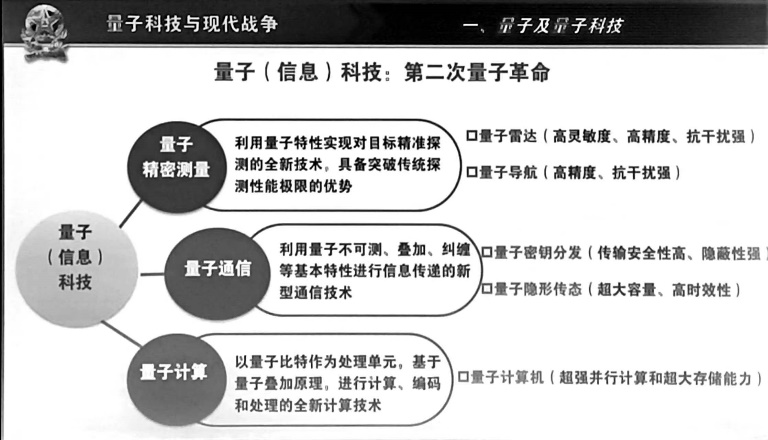 量子科技与现代战争
一、量子及量子科技
量子（信息）科技：第二次量子革命
量子
（信息）
科技
量子
精密测量
利用量子特性实现对目标精准探
测的全新技术，具备突破传统探
测性能极限的优势
口量子雷达（高灵敏度、高精度、抗干扰强）
口量子导航（高精度、抗干扰强）
量子通信
利用量子不可测、叠加、纠缠
等基本特性进行信息传递的新
型通信技术
口量子密钥分发（传输安全性高、隐蔽性强）
口量子隐形传态（超大容量、高时效性）
量子计算
以量子比特作为处理单元，基于
量子叠加原理，进行计算、编码
和处理的全新计算技术
口量子计算机（超强并行计算和超大存储能力）